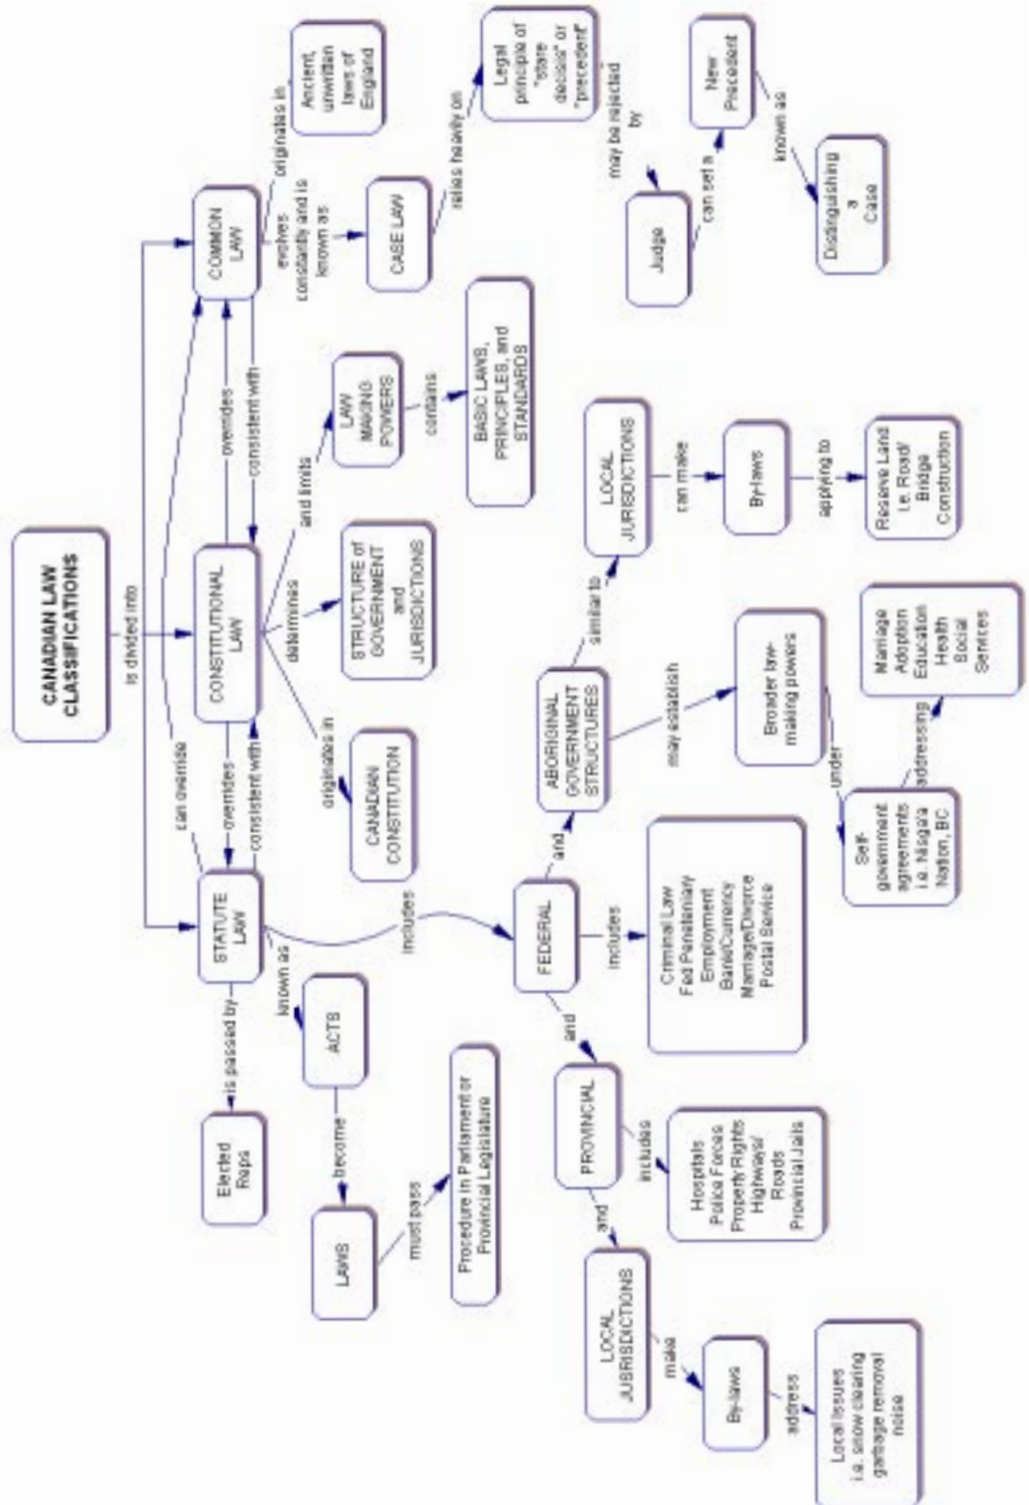 CANADIAN LAW
CLASSIFICATIONS
is divided into
STATUTE
LAW
can override
overrides
consistent with
CONSTITUTIONAL
LAW
overrides
consistent with
COMMON
LAW
is passed by
Elected
Reps
known as
ACTS
become
LAWS
must pass
Procedure in Parliament or
Provincial Legislature
includes
originates in
CANADIAN
CONSTITUTION
determines
STRUCTURE of
GOVERNMENT
and
JURISDICTIONS
and limits
LAW
MAKING
POWERS
contains
BASIC LAWS,
PRINCIPLES, and
STANDARDS
originates in
Ancient,
unwritten
laws of
England
evolves
constantly and is
known as
CASE LAW
relies heavily on
Legal
principle of
"stare
decisis" or
"precedent"
may be rejected
by
Judge
can set a
New
Precedent
known as
Distinguishing
a
Case
FEDERAL
and
PROVINCIAL
and
LOCAL
JUSRISDICTIONS
make
By-laws
address
Local Issues
i.e. snow clearing
garbage removal
noise
includes
Hospitals
Police Forces
Property Rights
Highways/
Roads
Provincial Jails
includes
Criminal Law
Fed Peneteniary
Employment
Bank/Currency
Marriage/Divorce
Postal Service
and
ABORIGINAL
GOVERNMENT
STRUCTURES
may establish
Broader law-
making powers
under
Self-
government
agreements
i.e. Nisga'a
Nation, BC
addressing
Marriage
Adoption
Education
Health
Social
Services
similar to
LOCAL
JURISDICTIONS
can make
By-laws
applying to
Reserve Land
i.e. Road/
Bridge
Construction